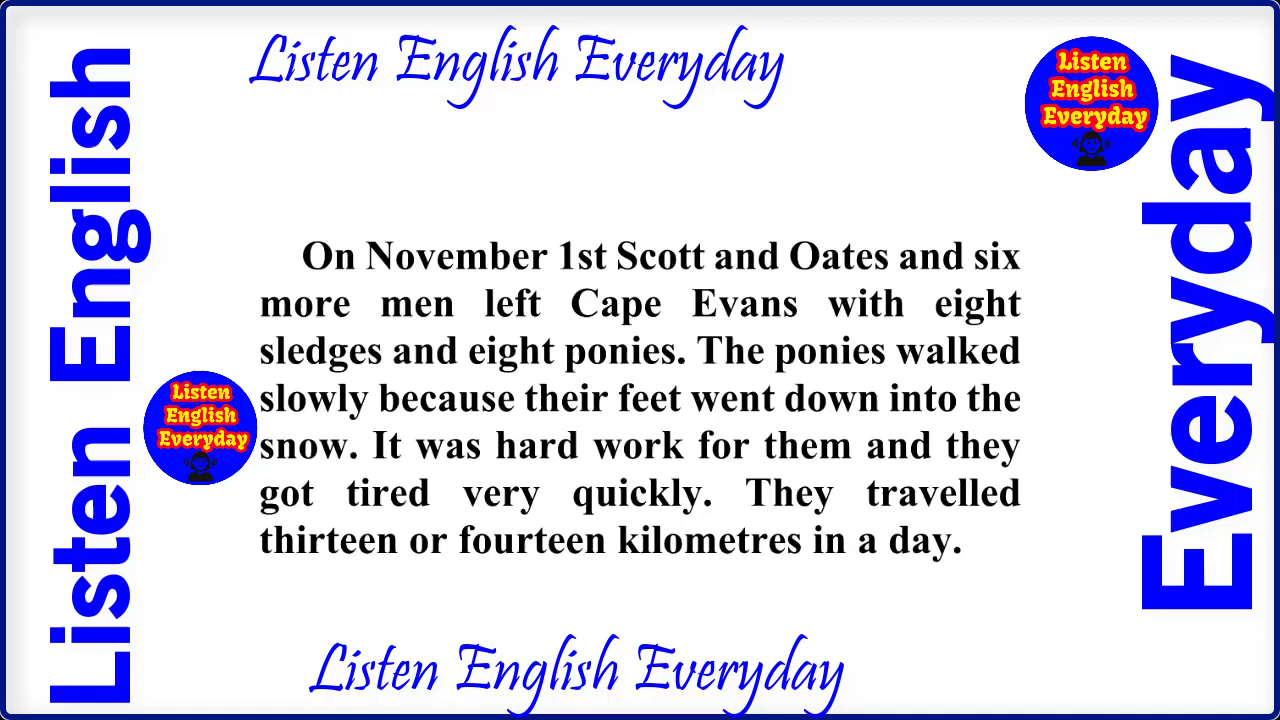 Listen English Everyday
Listen
English
Everyday
Listen English
On November 1st Scott and Oates and six
more men left Cape Evans with eight
sledges and eight ponies. The ponies walked
slowly because their feet went down into the
snow. It was hard work for them and they
got tired very quickly. They travelled
thirteen or fourteen kilometres in a day.
Everyday
Listen
English
Everyday
Listen English Everyday